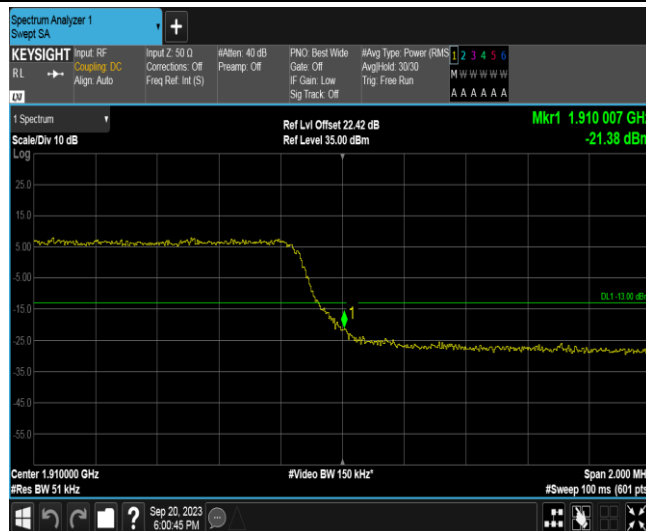 Spectrum Analyzer 1
Swept SA
KEYSIGHT
RL
Input: RF
Coupling: DC
Align: Auto
Input Z: 50 Ω
Corrections: Off
Freq Ref: Int (S)
#Atten: 40 dB
Preamp: Off
PNO: Best Wide
Gate: Off
IF Gain: Low
Sig Track: Off
#Avg Type: Power (RMS
Avg|Hold: 30/30
Trig: Free Run
1 2 3 4 5 6
M W W W W W
A A A A A A
LXI
1 Spectrum
Scale/Div 10 dB
Log
Ref Lvl Offset 22.42 dB
Ref Level 35.00 dBm
Mkr1 1.910 007 GHz
-21.38 dBm
25.0
15.0
5.00
-5.00
DL1 -13.00 dBm
-15.0
1
-25.0
-35.0
-45.0
-55.0
Center 1.910000 GHz
#Video BW 150 kHz*
Span 2.000 MH
#Res BW 51 kHz
#Sweep 100 ms (601 pts
?
Sep 20, 2023
6:00:45 PM